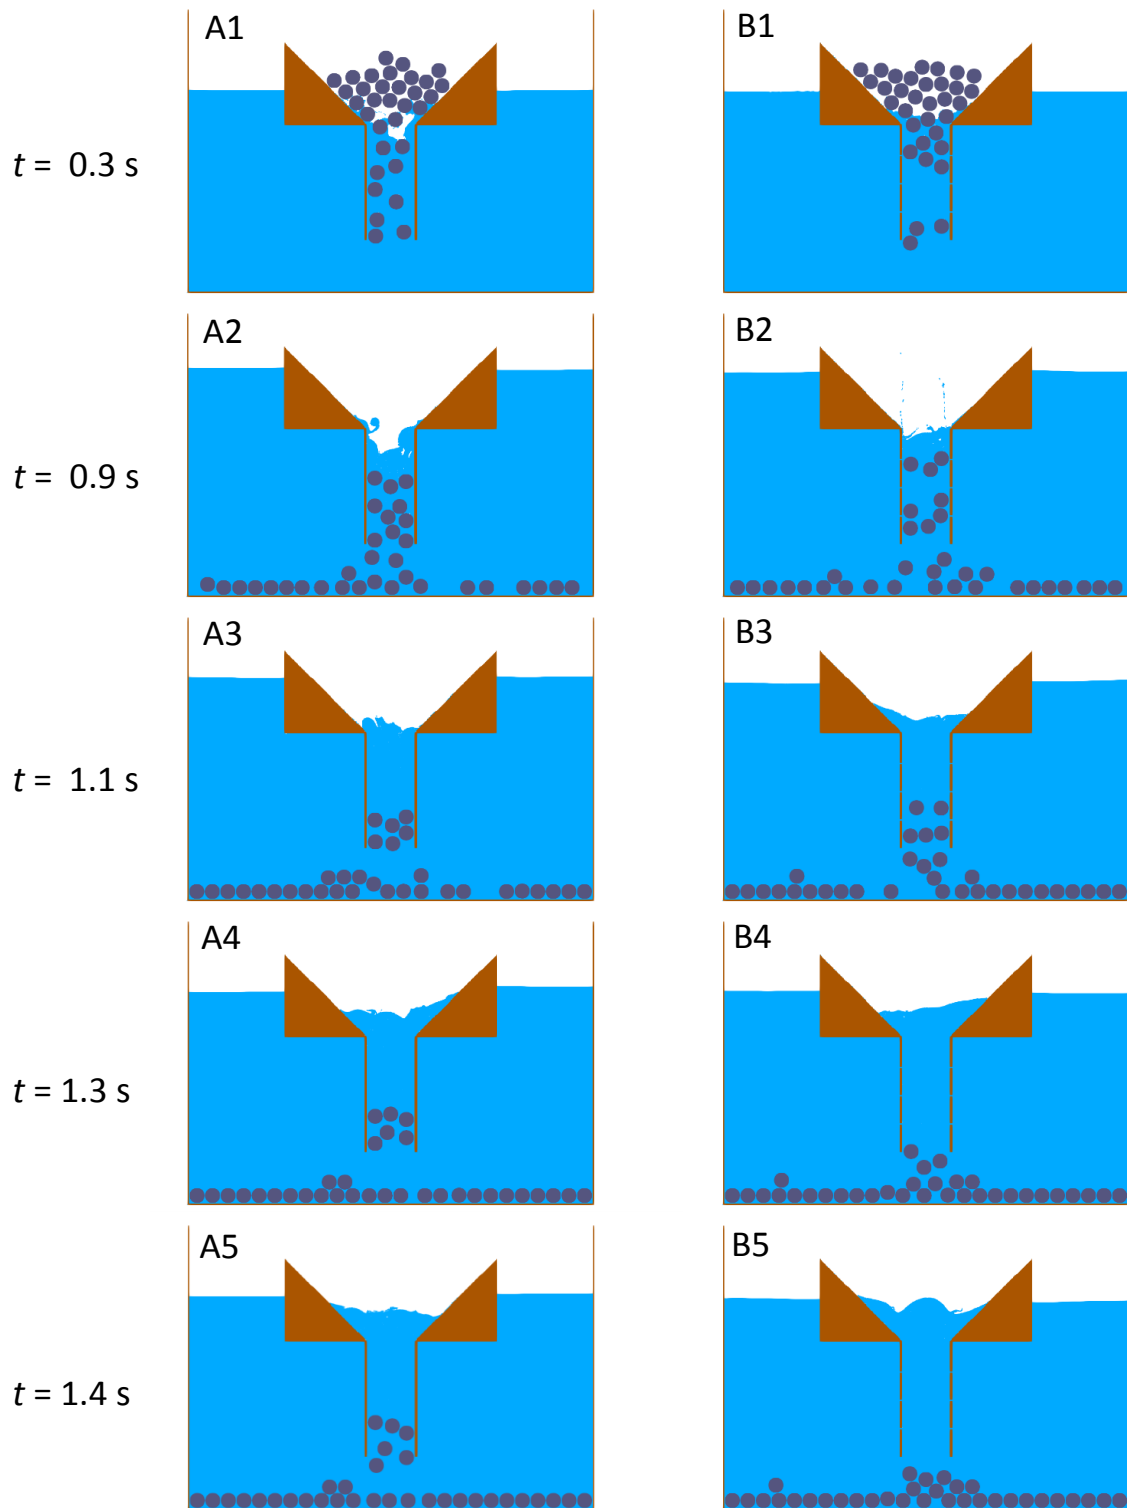 A1 B1
t = 0.3 s
A2 B2
t = 0.9 s
A3 B3
t = 1.1 s
A4 B4
t = 1.3 s
A5 B5
t = 1.4 s